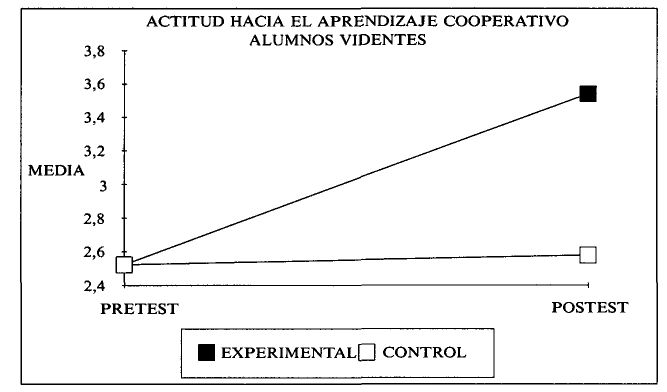 ACTITUD HACIA EL APRENDIZAJE COOPERATIVO
ALUMNOS VIDENTES
3,8
3,6
3,4
3,2
MEDIA
3
2,8
2,6
2,4
PRETEST
POSTEST
EXPERIMENTAL CONTROL